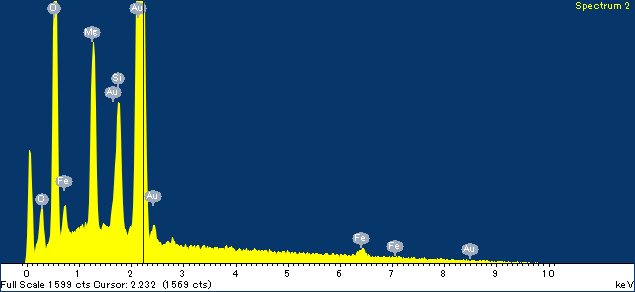 Spectrum 2
O Au
Mg
Si
Au
Fe
Au
Fe
Fe
Au
0 1 2 3 4 5 6 7 8 9 10
Full Scale 1599 cts Cursor: 2.232 (1569 cts) keV